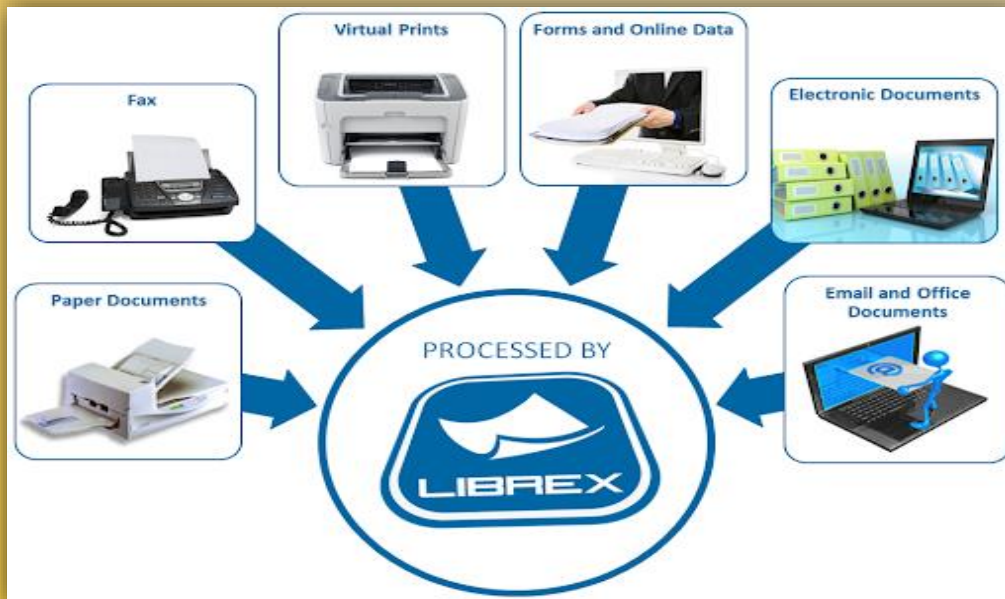 Virtual Prints
Forms and Online Data
Fax
Electronic Documents
Paper Documents
Email and Office
Documents
@
PROCESSED BY
LIBREX